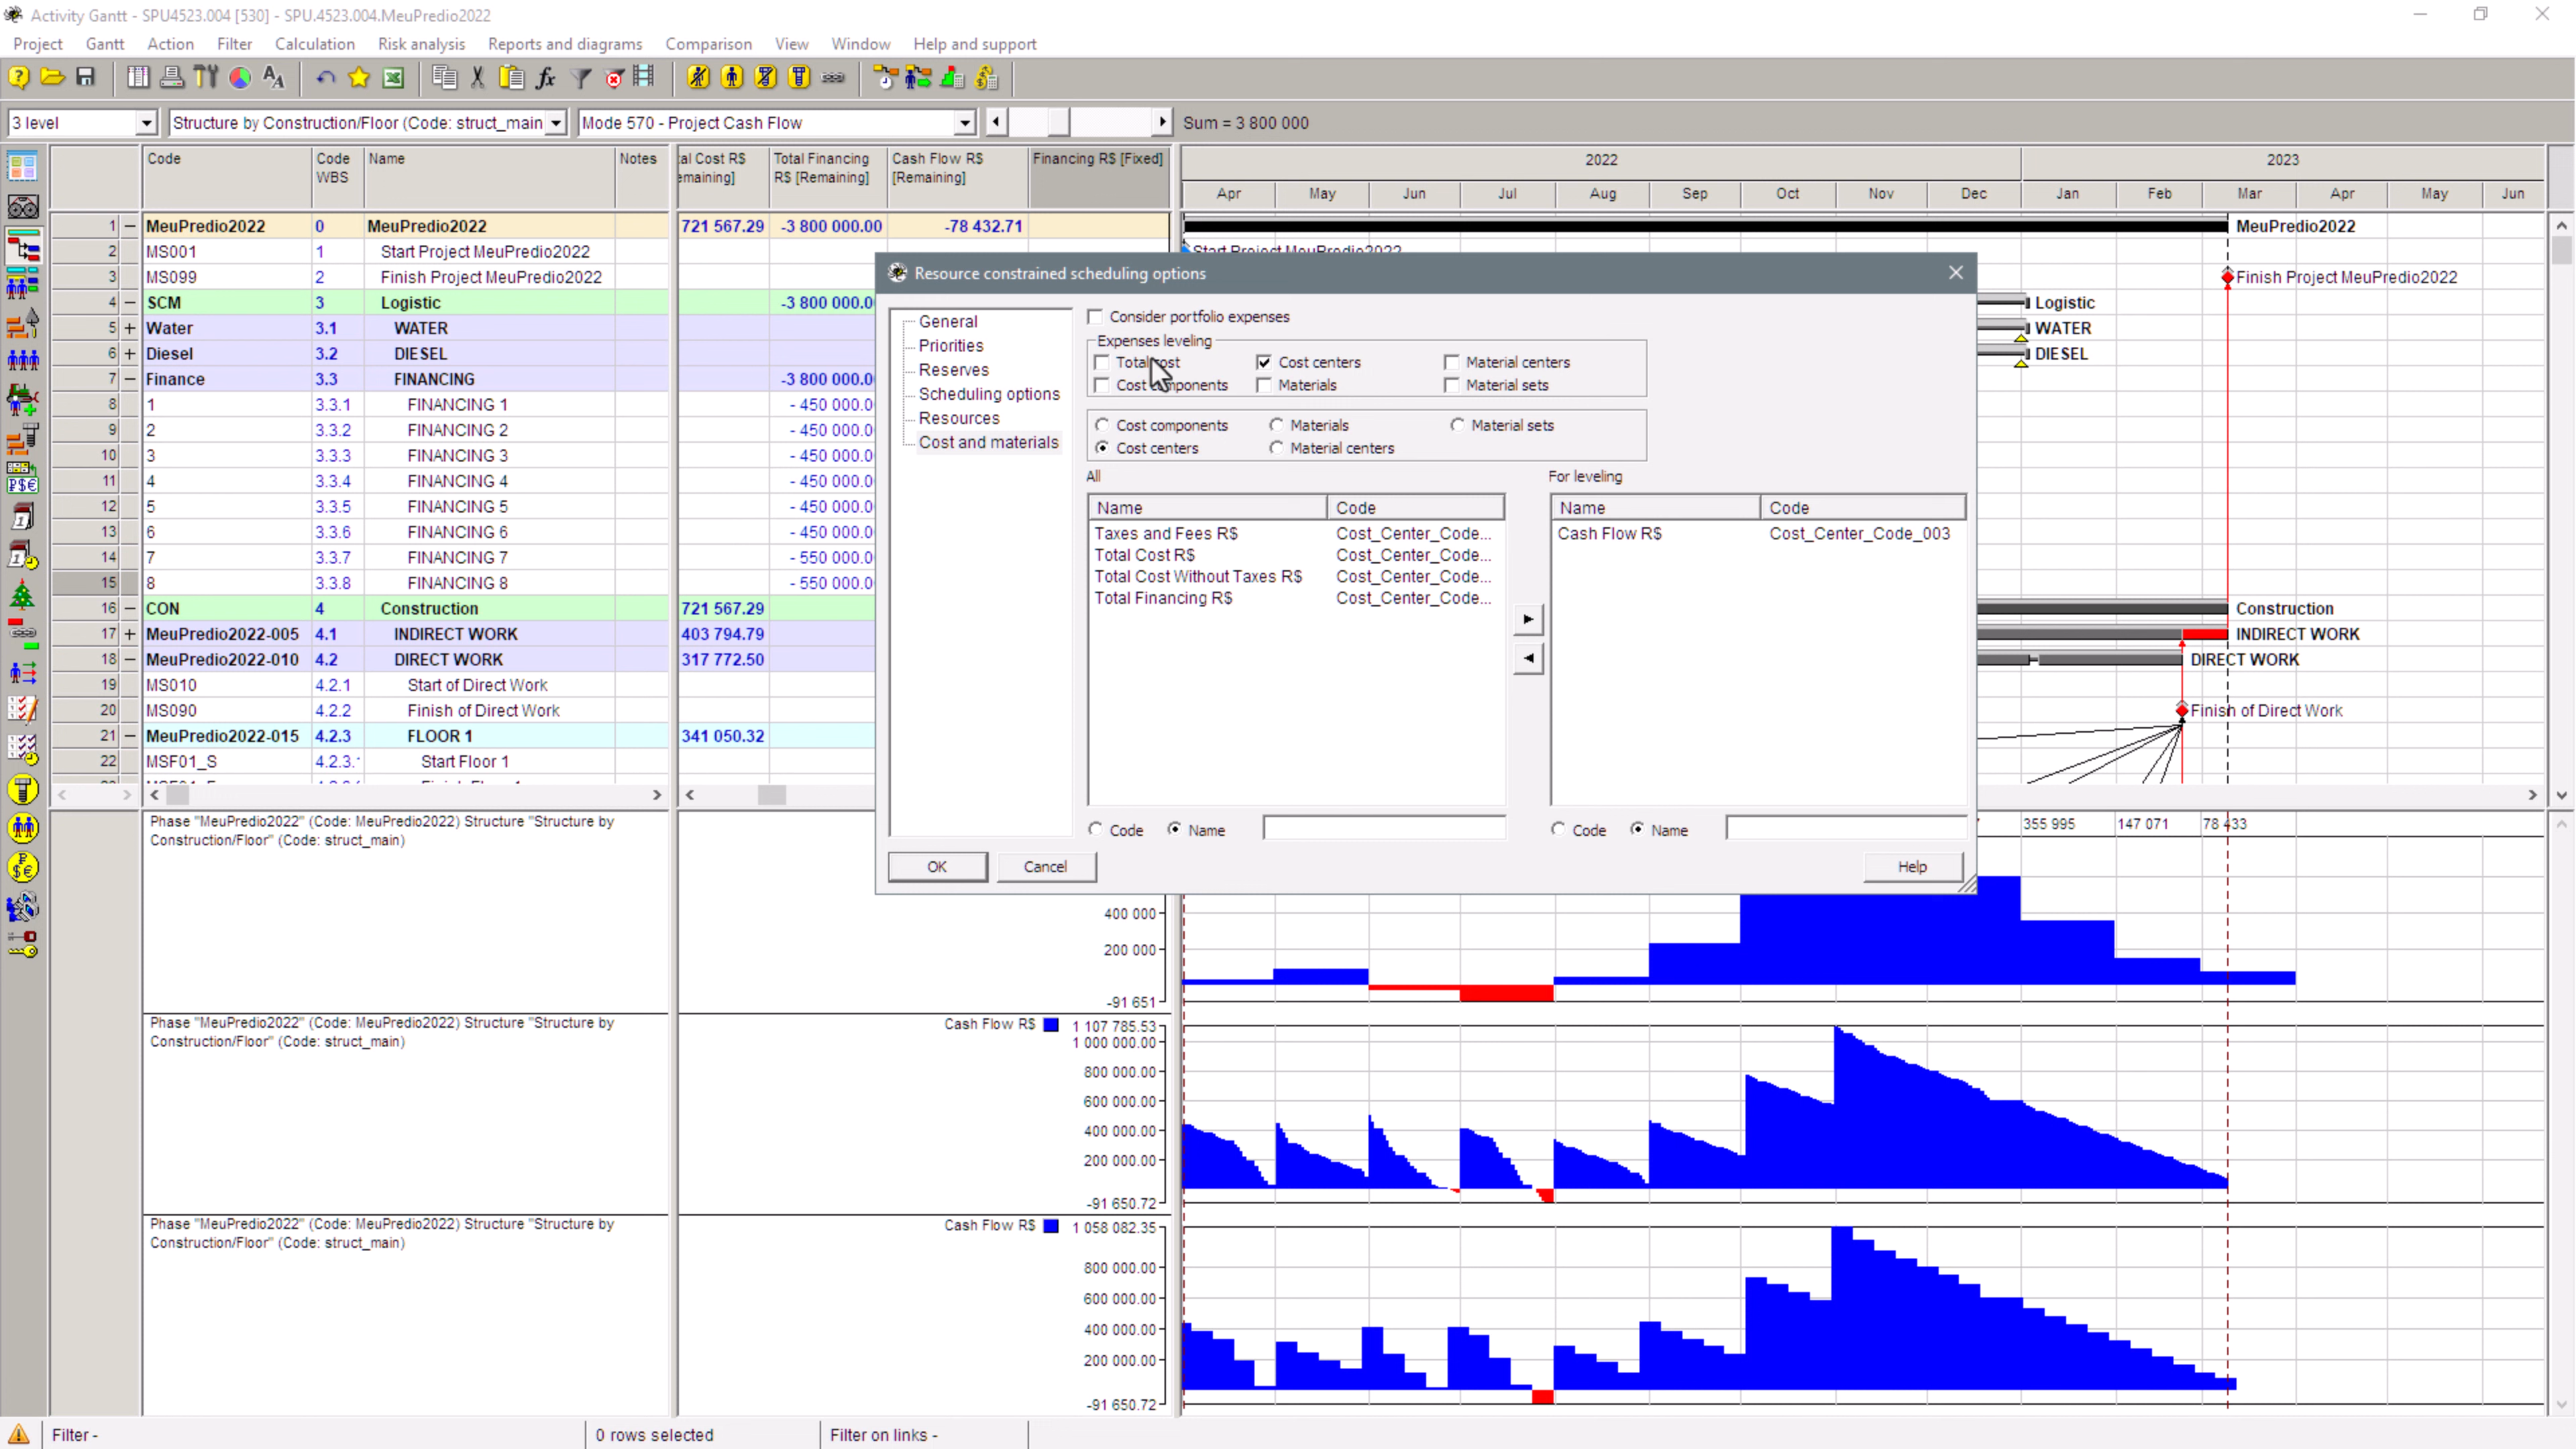 Activity Gantt - SPU4523.004 [530] - SPU.4523.004.MeuPredio2022
Project Gantt Action Filter Calculation Risk analysis Reports and diagrams Comparison View Window Help and support
3 level Structure by Construction/Floor (Code: struct_main Mode 570 - Project Cash Flow Sum = 3 800 000
Code Code WBS Name Notes
al Cost R$ emaining] Total Financing R$ [Remaining] Cash Flow R$ [Remaining] Financing R$ [Fixed]
2022 2023
Apr May Jun Jul Aug Sep Oct Nov Dec Jan Feb Mar Apr May Jun
1 MeuPredio2022 0 MeuPredio2022 721 567.29 -3 800 000.00 -78 432.71 MeuPredio2022
2 MS001 1 Start Project MeuPredio2022 Start Project MeuPredio2022
3 MS099 2 Finish Project MeuPredio2022 Finish Project MeuPredio2022
4 SCM 3 Logistic -3 800 000.0 Logistic
5 Water 3.1 WATER WATER
6 Diesel 3.2 DIESEL DIESEL
7 Finance 3.3 FINANCING -3 800 000.0
8 1 3.3.1 FINANCING 1 - 450 000.0
9 2 3.3.2 FINANCING 2 - 450 000.0
10 3 3.3.3 FINANCING 3 - 450 000.0
11 4 3.3.4 FINANCING 4 - 450 000.0
12 5 3.3.5 FINANCING 5 - 450 000.0
13 6 3.3.6 FINANCING 6 - 450 000.0
14 7 3.3.7 FINANCING 7 - 550 000.0
15 8 3.3.8 FINANCING 8 - 550 000.0
16 CON 4 Construction 721 567.29 Construction
17 MeuPredio2022-005 4.1 INDIRECT WORK 403 794.79 INDIRECT WORK
18 MeuPredio2022-010 4.2 DIRECT WORK 317 772.50 DIRECT WORK
19 MS010 4.2.1 Start of Direct Work
20 MS090 4.2.2 Finish of Direct Work Finish of Direct Work
21 MeuPredio2022-015 4.2.3 FLOOR 1 341 050.32
22 MSF01_S 4.2.3. Start Floor 1
Resource constrained scheduling options
General
Priorities
Reserves
Scheduling options
Resources
Cost and materials
Consider portfolio expenses
Expenses leveling
Total cost Cost centers Material centers
Cost components Materials Material sets
Cost components Materials Material sets
Cost centers Material centers
All For leveling
Name Code Name Code
Taxes and Fees R$ Cost_Center_Code... Cash Flow R$ Cost_Center_Code_003
Total Cost R$ Cost_Center_Code...
Total Cost Without Taxes R$ Cost_Center_Code...
Total Financing R$ Cost_Center_Code...
Code Name Code Name
OK Cancel Help
Phase "MeuPredio2022" (Code: MeuPredio2022) Structure "Structure by
Construction/Floor" (Code: struct_main)
355 995 147 071 78 433
400 000
200 000
-91 651
Phase "MeuPredio2022" (Code: MeuPredio2022) Structure "Structure by
Construction/Floor" (Code: struct_main)
Cash Flow R$ 1 107 785.53
1 000 000.00
800 000.00
600 000.00
400 000.00
200 000.00
-91 650.72
Phase "MeuPredio2022" (Code: MeuPredio2022) Structure "Structure by
Construction/Floor" (Code: struct_main)
Cash Flow R$ 1 058 082.35
800 000.00
600 000.00
400 000.00
200 000.00
-91 650.72
Filter - 0 rows selected Filter on links -